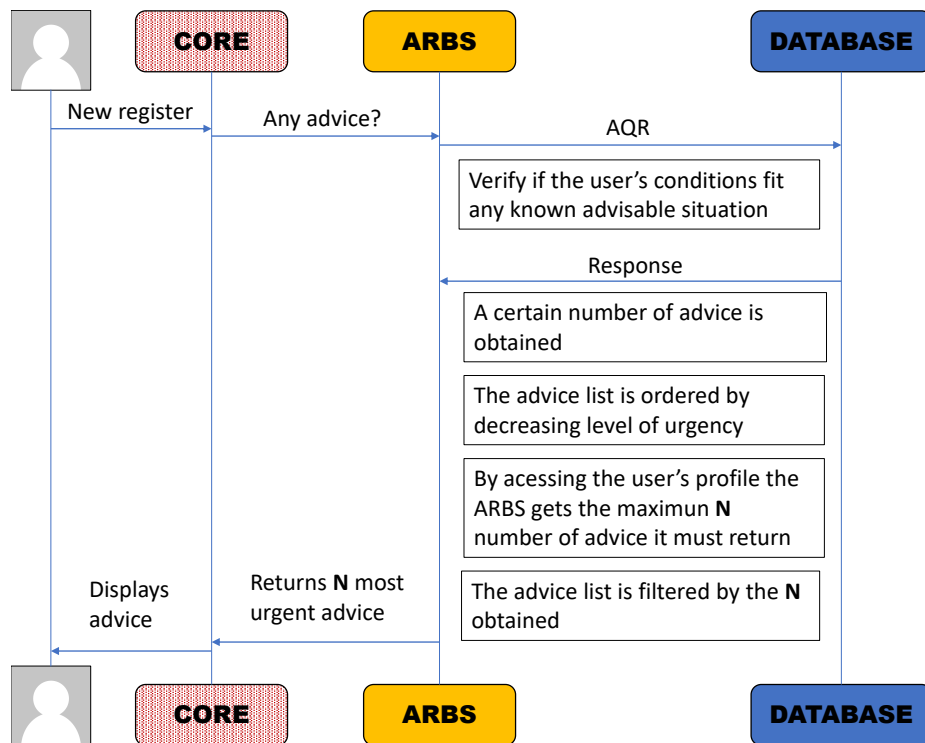 CORE
ARBS
DATABASE
New register
Any advice?
AQR
Verify if the user’s conditions fit
any known advisable situation
Response
A certain number of advice is
obtained
The advice list is ordered by
decreasing level of urgency
By acessing the user’s profile the
ARBS gets the maximun N
number of advice it must return
Displays
advice
Returns N most
urgent advice
The advice list is filtered by the N
obtained
CORE
ARBS
DATABASE